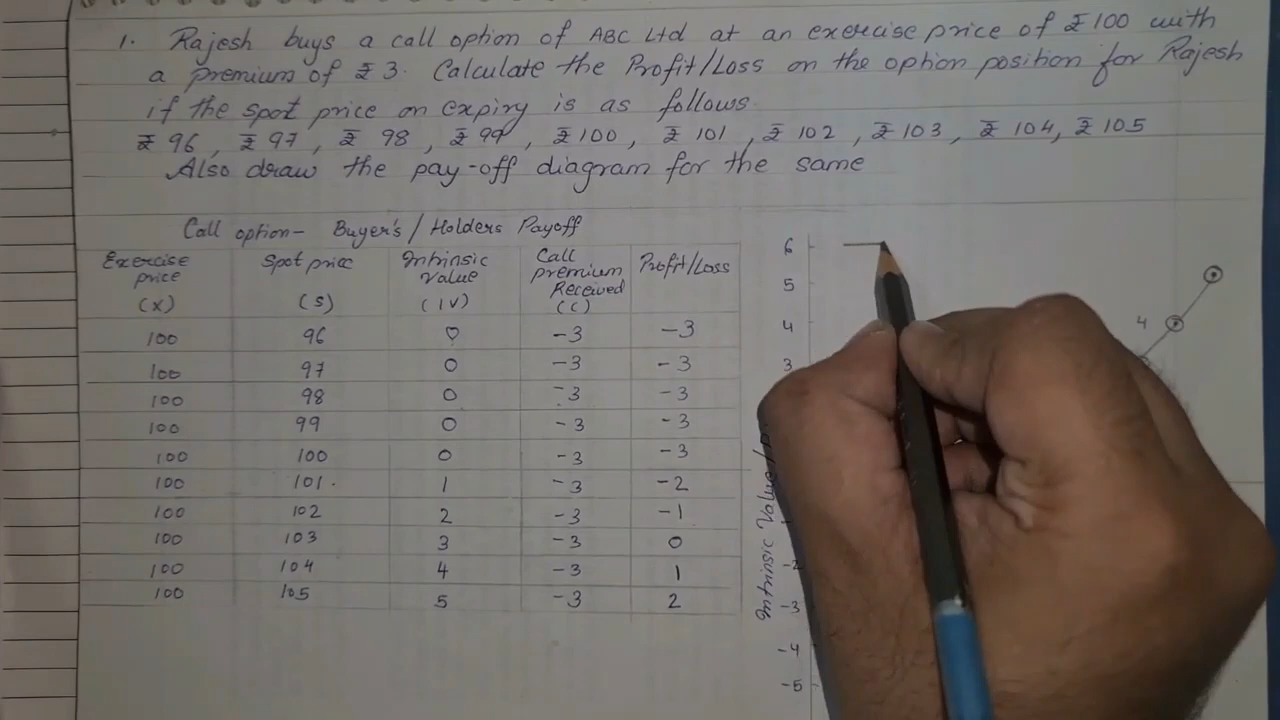 1. Rajesh buys a call option of ABC Ltd at an exercise price of ₹100 with
a premium of ₹3. Calculate the Profit/Loss on the option position for Rajesh
if the spot price on expiry is as follows.
₹96, ₹97, ₹98, ₹99, ₹100, ₹101, ₹102, ₹103, ₹104, ₹105
Also draw the pay-off diagram for the same
Call option- Buyer's/Holders Payoff
Exercise price (X) Spot price (S) Intrinsic Value (IV) Call premium Received (C) Profit/Loss
100 96 0 -3 -3
100 97 0 -3 -3
100 98 0 -3 -3
100 99 0 -3 -3
100 100 0 -3 -3
100 101. 1 -3 -2
100 102 2 -3 -1
100 103 3 -3 0
100 104 4 -3 1
100 105 5 -3 2
6
5
4
3
-2
-3
-4
-5
4
Intrinsic Value